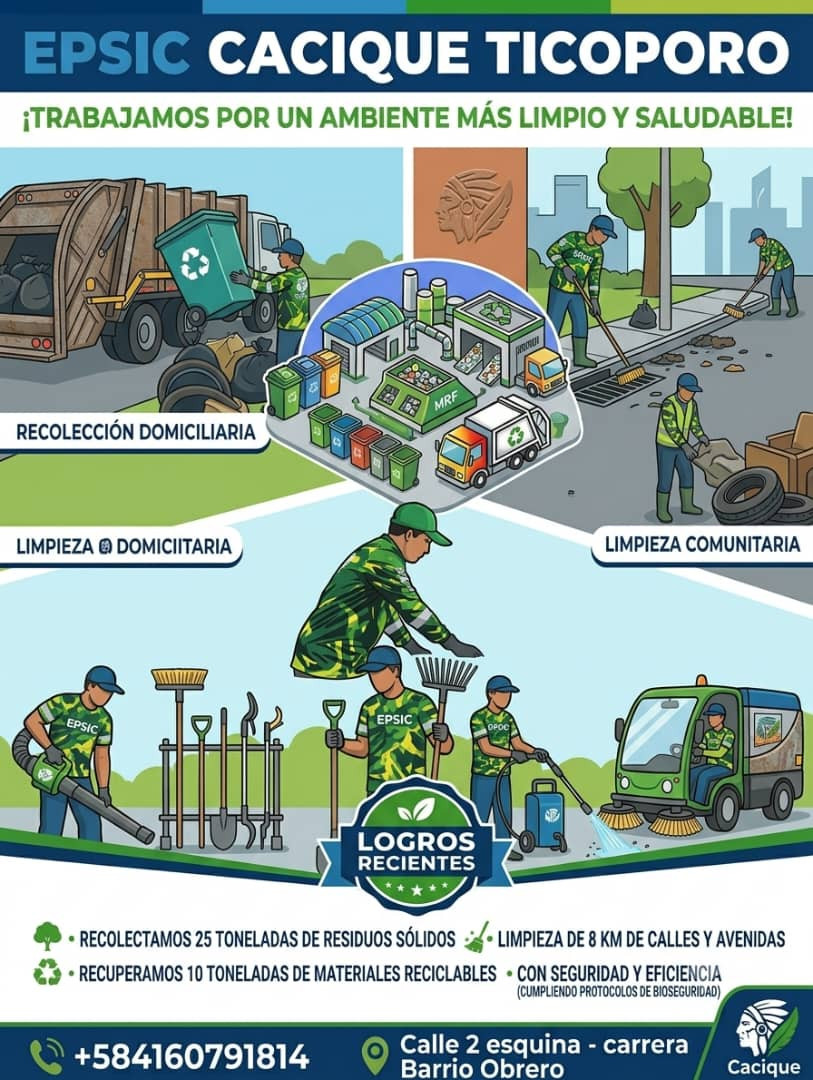 EPSIC CACIQUE TICOPORO
¡TRABAJAMOS POR UN AMBIENTE MÁS LIMPIO Y SALUDABLE!
MRF
RECOLECCIÓN DOMICILIARIA
LIMPIEZA DOMICIITARIA
LIMPIEZA COMUNITARIA
EPSIC
EPSIC
LOGROS
RECIENTES
• RECOLECTAMOS 25 TONELADAS DE RESIDUOS SÓLIDOS
• LIMPIEZA DE 8 KM DE CALLES Y AVENIDAS
• RECUPERAMOS 10 TONELADAS DE MATERIALES RECICLABLES
• CON SEGURIDAD Y EFICIENCIA
(CUMPLIENDO PROTOCOLOS DE BIOSEGURIDAD)
+584160791814
Calle 2 esquina - carrera
Barrio Obrero
Cacique